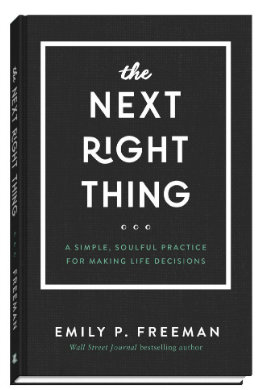 the
NEXT
RIGHT
THING
A SIMPLE, SOULFUL PRACTICE
FOR MAKING LIFE DECISIONS
EMILY P. FREEMAN
Wall Street Journal bestselling author
the NEXT RIGHT THING
FREEMAN